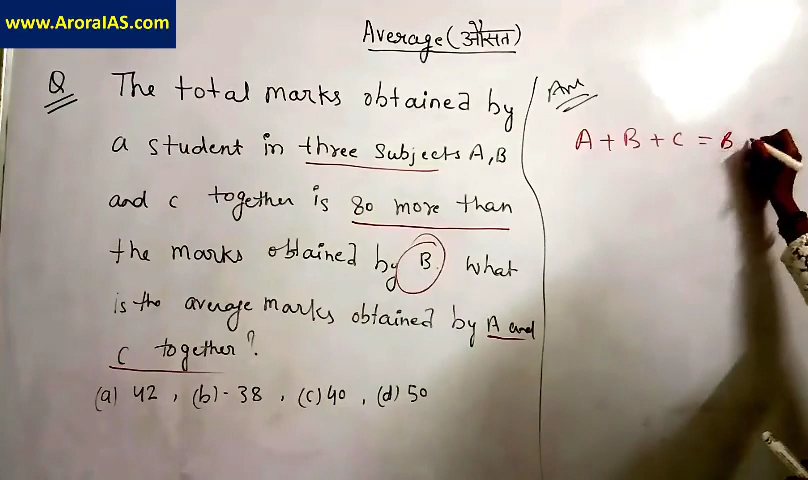 www.AroraIAS.com
Average (औसत)
Q The total marks obtained by
a student in three subjects A, B
and C together is 80 more than
the marks obtained by B. what
is the average marks obtained by A and
C together?
(a) 42 , (b) - 38 , (c) 40 , (d) 50
Ans
A + B + C = B